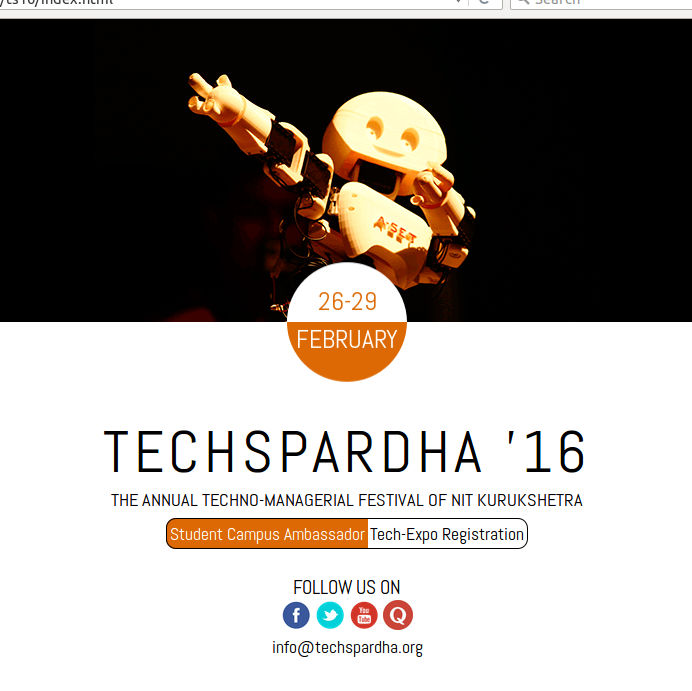 /ts16/index.html
Search
A-SET
26-29
FEBRUARY
TECHSPARDHA '16
THE ANNUAL TECHNO-MANAGERIAL FESTIVAL OF NIT KURUKSHETRA
Student Campus Ambassador Tech-Expo Registration
FOLLOW US ON
f You Tube Q
info@techspardha.org